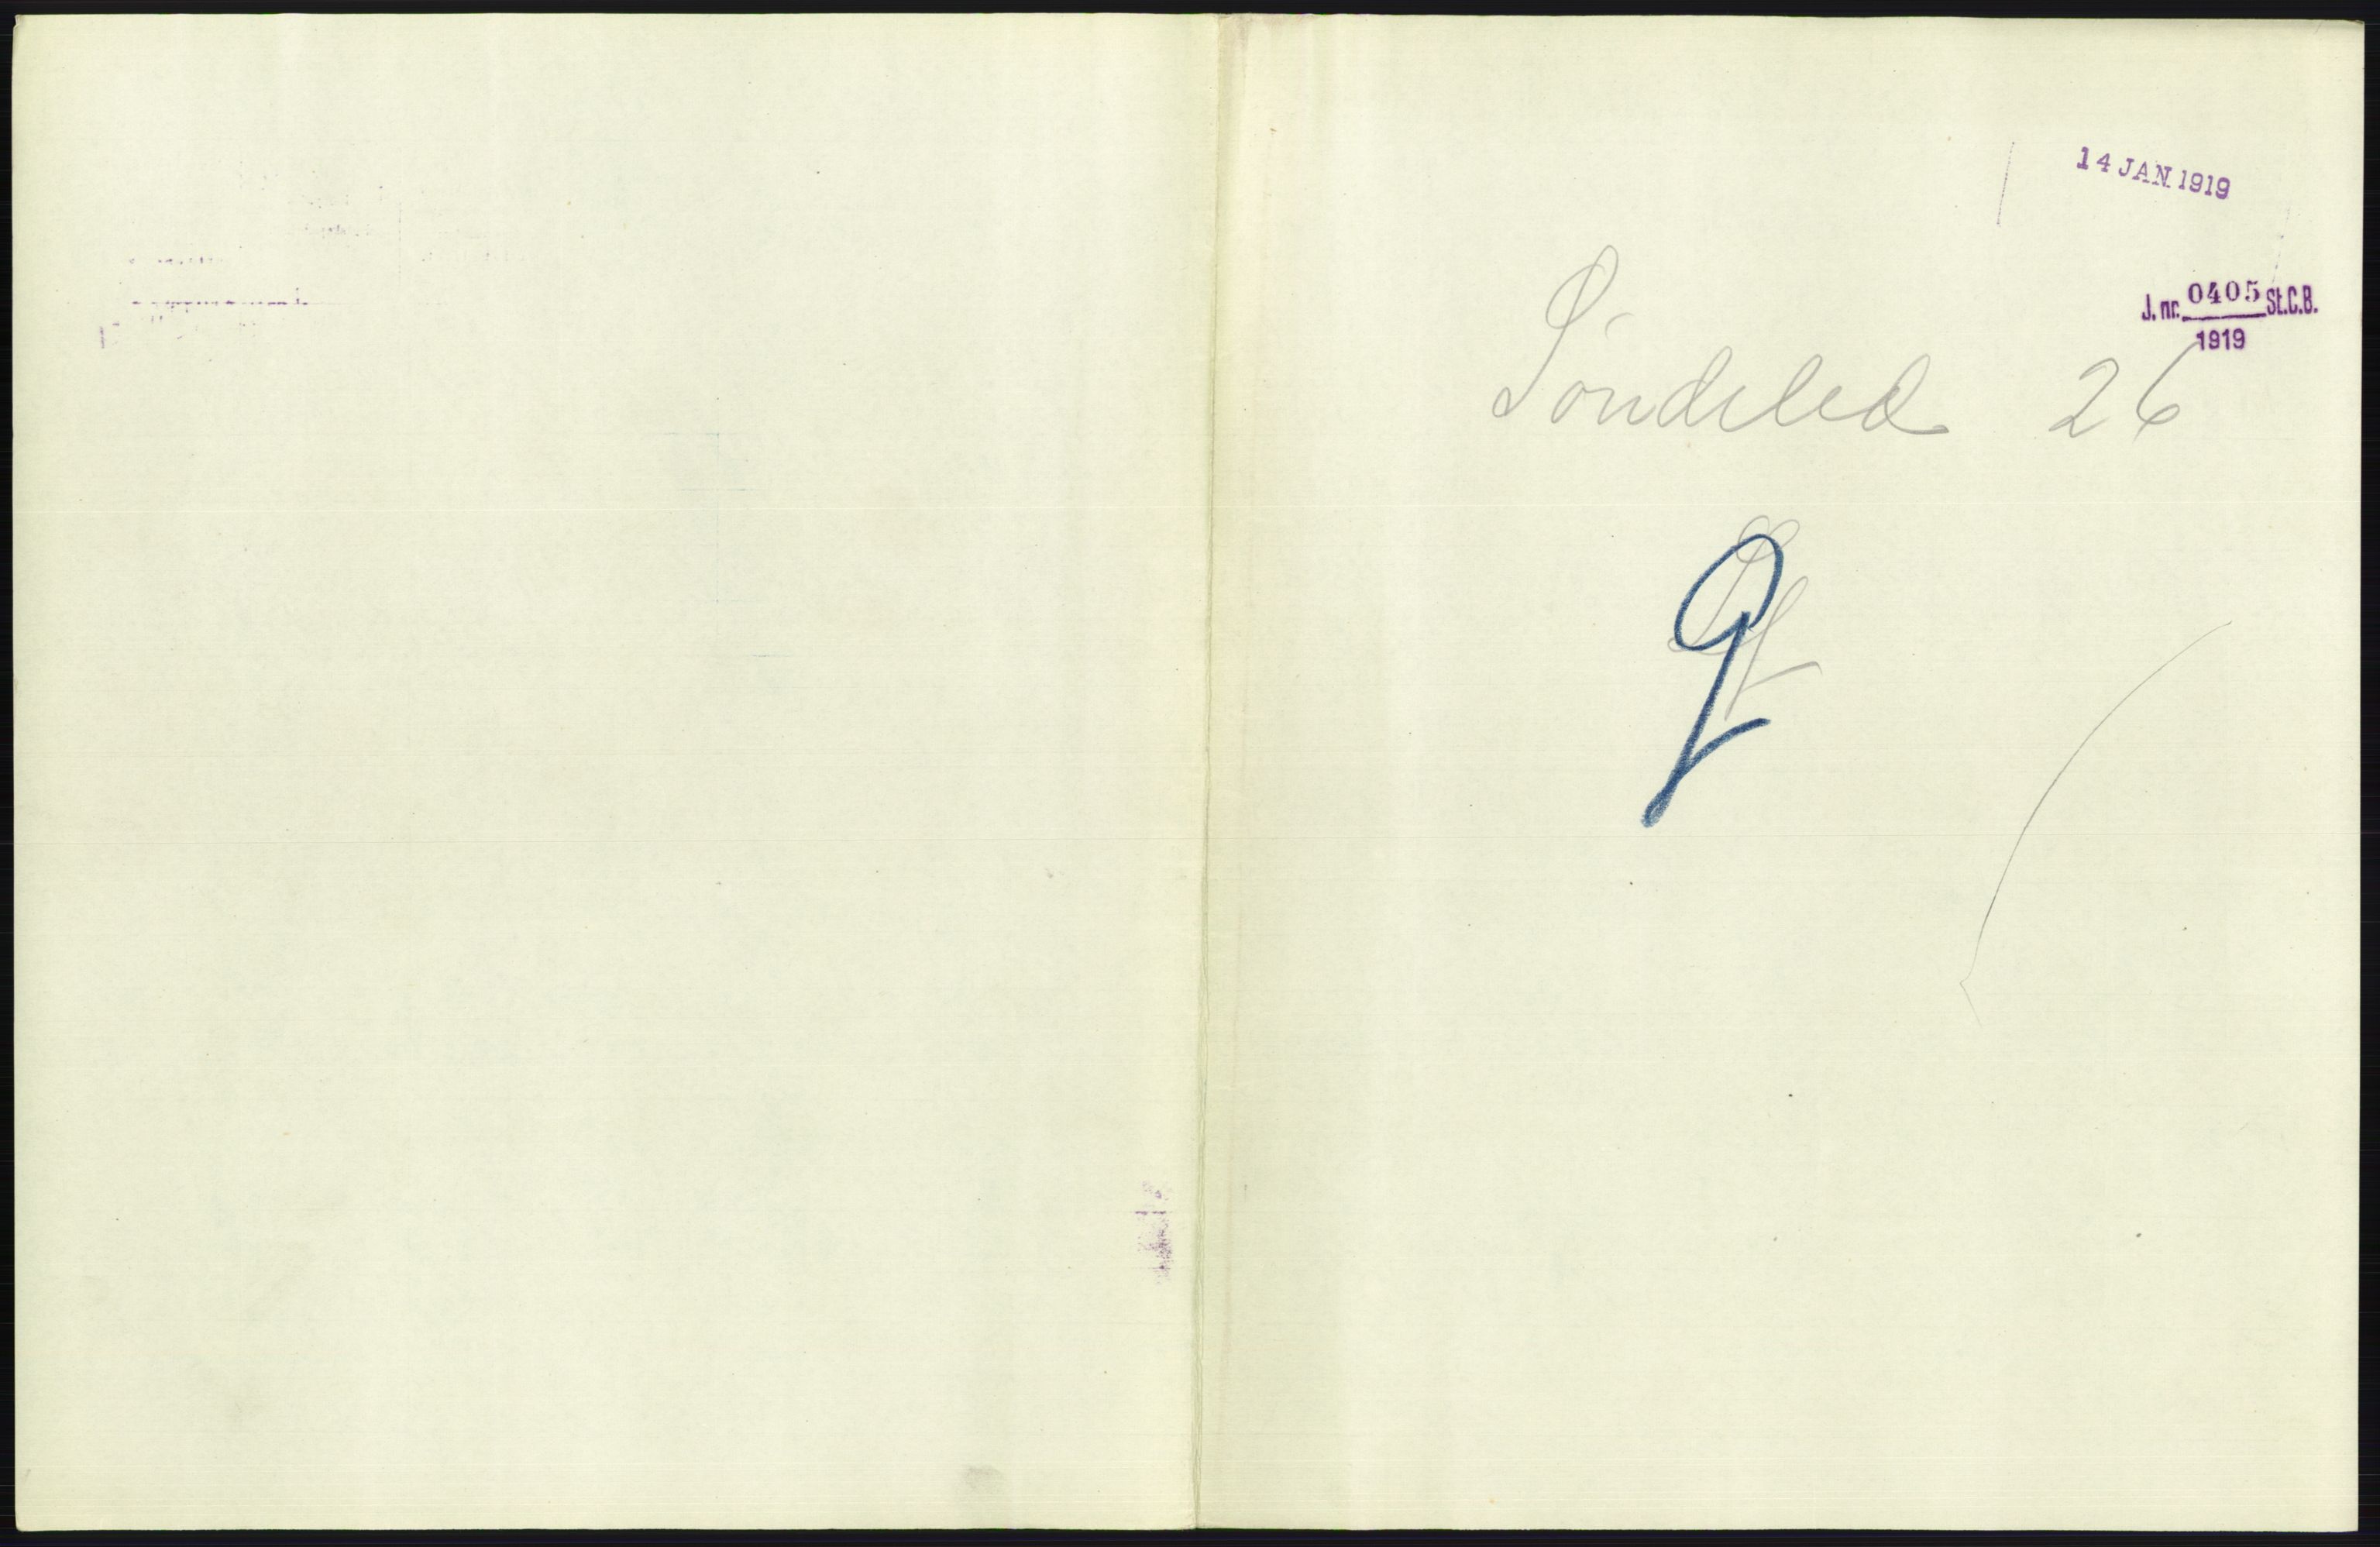 14 JAN. 1919
J. nr. 0405 St.C.B.
1919
Søndeled 26